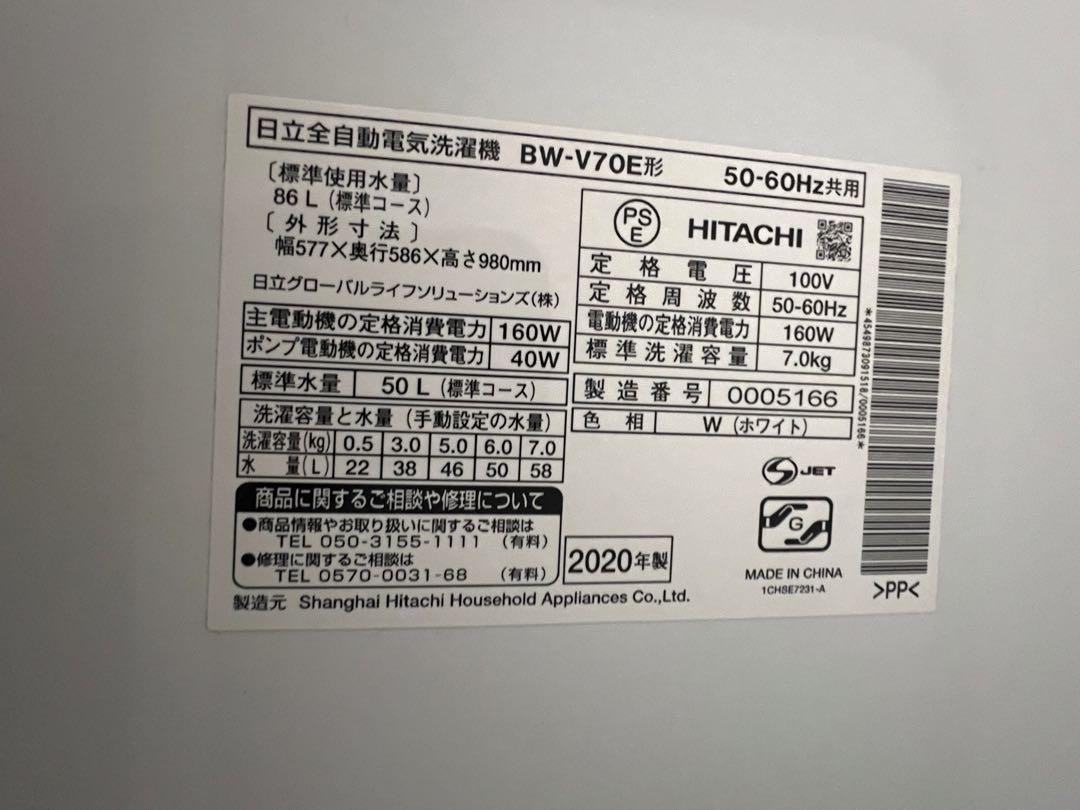 日立全自動電気洗濯機 BW-V70E形 50-60Hz共用
〔標準使用水量〕
86 L (標準コース)
〔外形寸法〕
幅577×奥行586×高さ980mm
日立グローバルライフソリューションズ(株)
主電動機の定格消費電力 160W
ポンプ電動機の定格消費電力 40W
標準水量 50 L (標準コース)
洗濯容量と水量 (手動設定の水量)
洗濯容量(kg) 0.5 3.0 5.0 6.0 7.0
水量(L) 22 38 46 50 58
商品に関するご相談や修理について
●商品情報やお取り扱いに関するご相談は
TEL 050-3155-1111 (有料)
●修理に関するご相談は
TEL 0570-0031-68 (有料)
製造元 Shanghai Hitachi Household Appliances Co.,Ltd.
PS E HITACHI
定格電圧 100V
定格周波数 50-60Hz
電動機の定格消費電力 160W
標準洗濯容量 7.0kg
製造番号 0005166
色相 W (ホワイト)
S JET
G
2020年製
MADE IN CHINA
1CHSE7231-A
>PP<
*4549873091518/0005166*